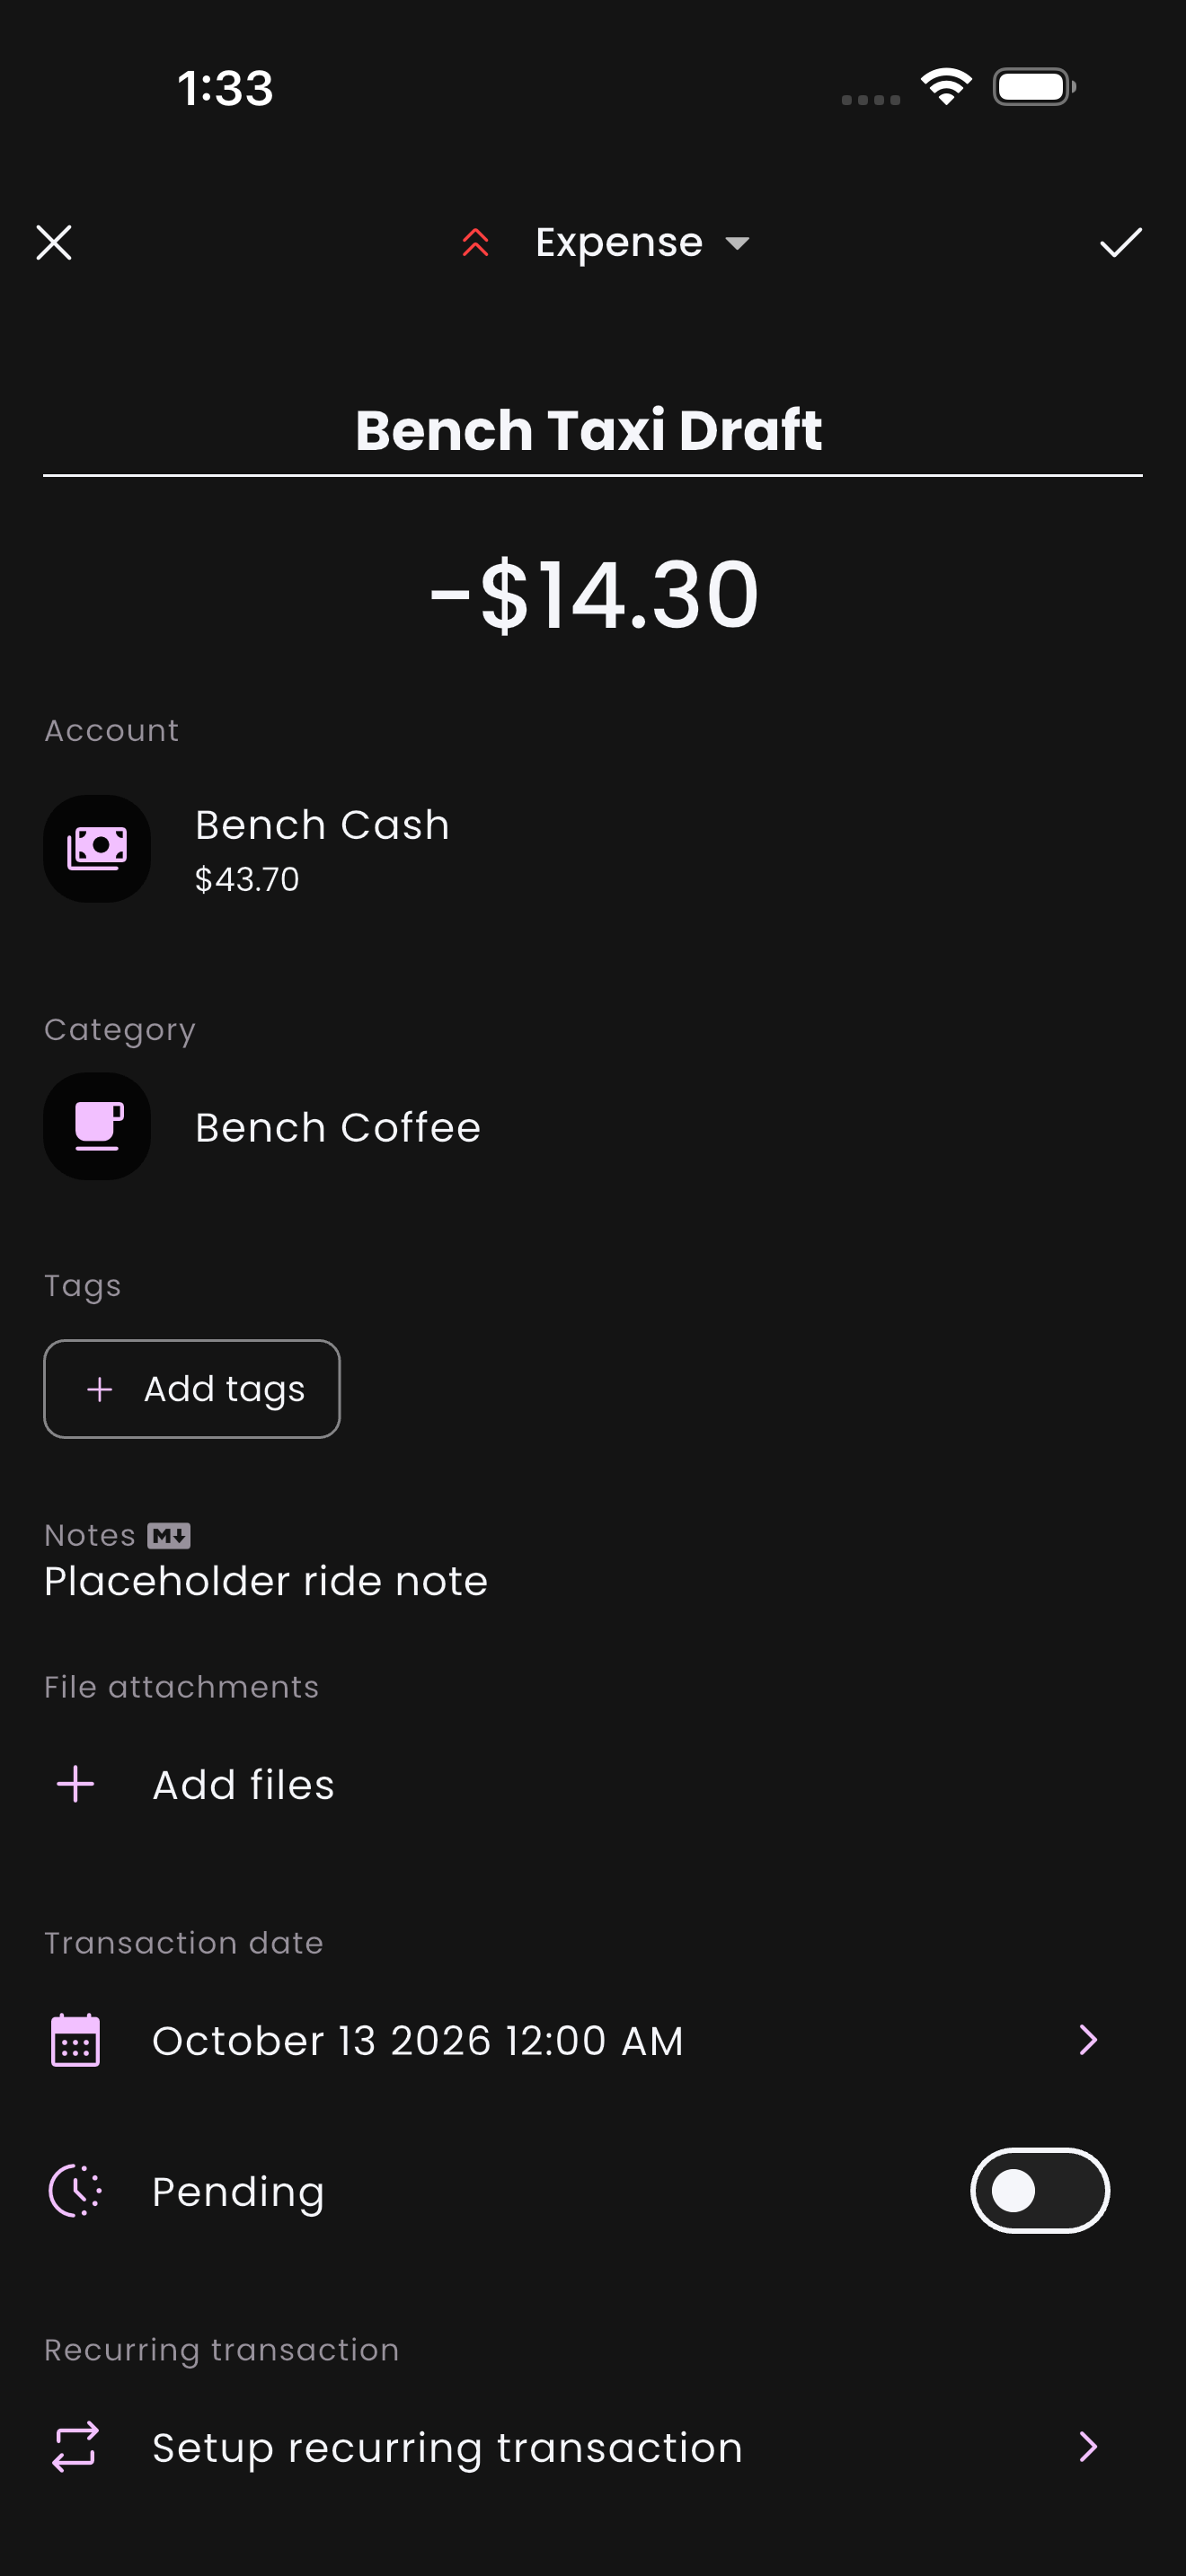 1:33
Expense
Bench Taxi Draft
-$14.30
Account
Bench Cash
$43.70
Category
Bench Coffee
Tags
Add tags
Notes M
Placeholder ride note
File attachments
Add files
Transaction date
October 13 2026 12:00 AM
Pending
Recurring transaction
Setup recurring transaction